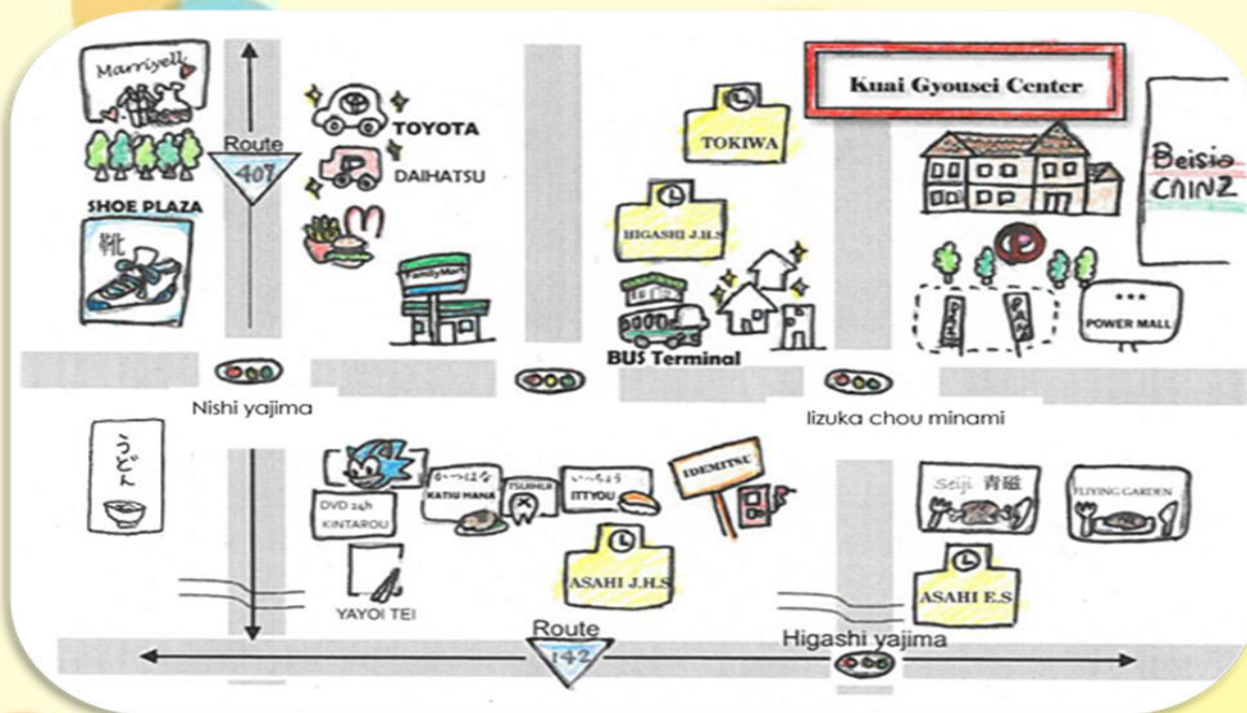 Marriyell
Route
407
SHOE PLAZA
靴
TOYOTA
DAIHATSU
FamilyMart
TOKIWA
HIGASHI J.H.S
BUS Terminal
Kuai Gyousei Center
Beisia
CAINZ
P
POWER MALL
Nishi yajima
Iizuka chou minami
うどん
DVD 24h
KINTAROU
かつはな
KATSU HANA
いっちょう
ITTYOU
IDEMITSU
YAYOI TEI
ASAHI J.H.S
Seiji 青磁
FLIYING GARDEN
ASAHI E.S
Route
142
Higashi yajima